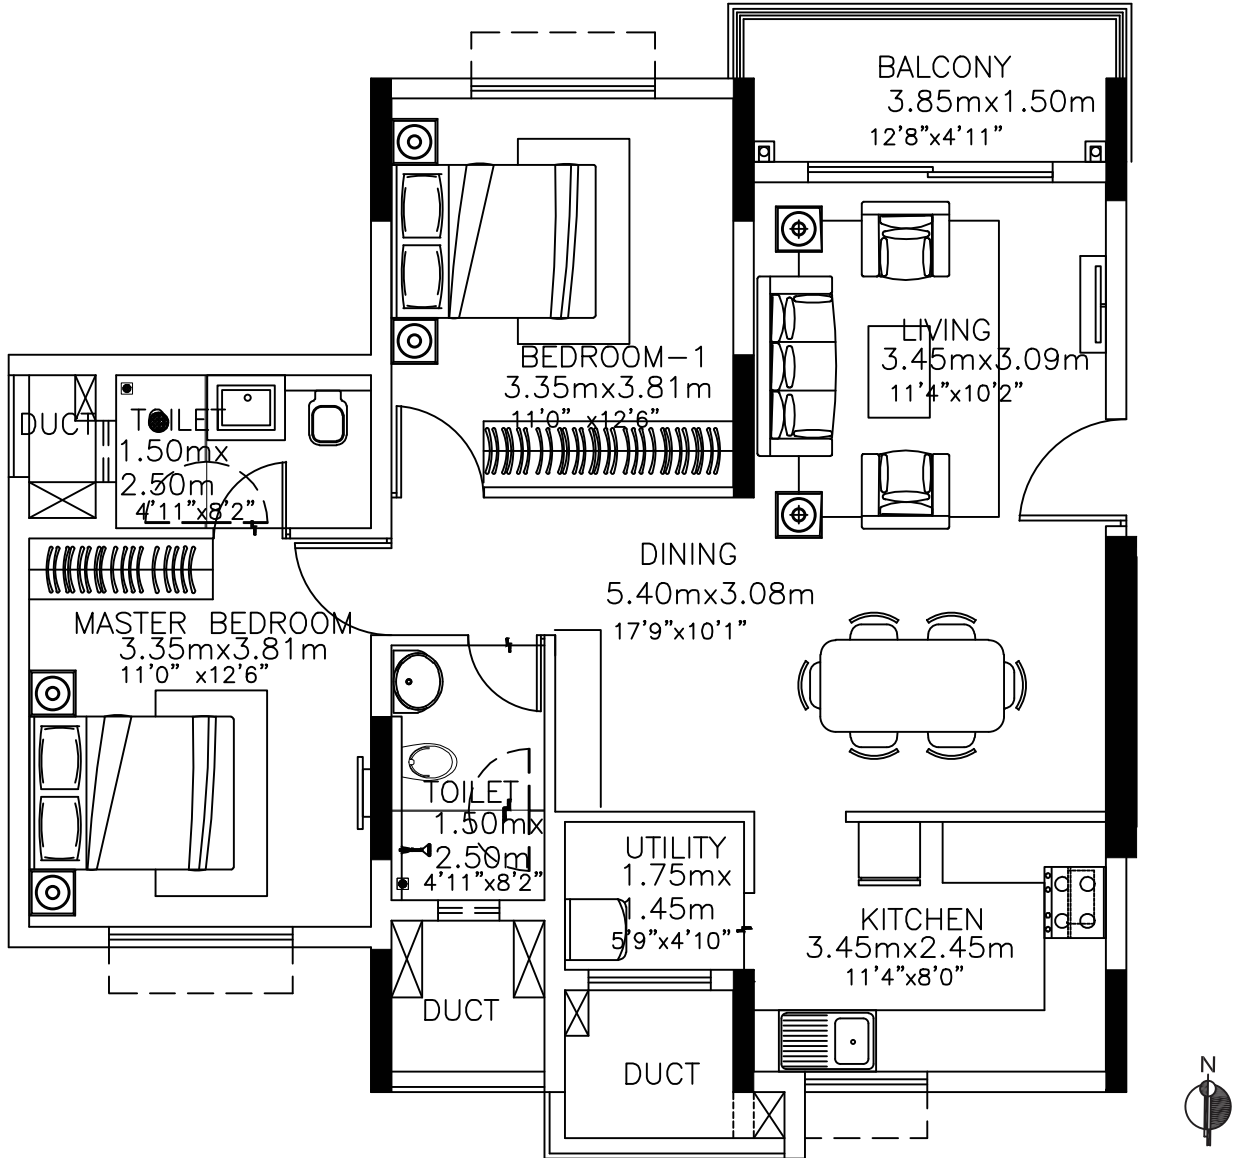 BALCONY
3.85mx1.50m
12'8"x4'11"
LIVING
3.45mx3.09m
11'4"x10'2"
BEDROOM-1
3.35mx3.81m
11'0" x12'6"
DUCT
TOILET
1.50mx
2.50m
4'11"x8'2"
DINING
5.40mx3.08m
17'9"x10'1"
MASTER BEDROOM
3.35mx3.81m
11'0" x12'6"
TOILET
1.50mx
2.50m
4'11"x8'2"
UTILITY
1.75mx
1.45m
5'9"x4'10"
KITCHEN
3.45mx2.45m
11'4"x8'0"
DUCT
DUCT
N